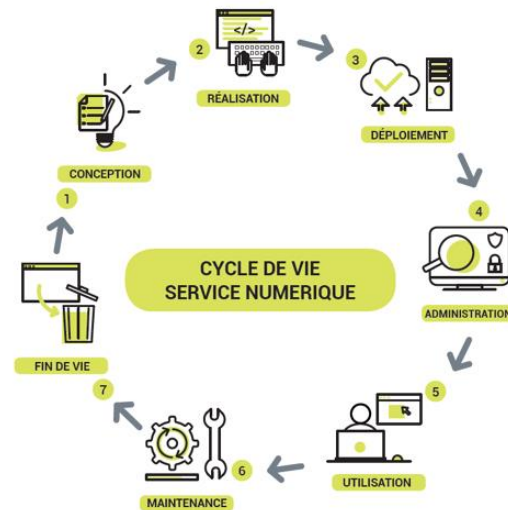 2
</>
RÉALISATION
3
DÉPLOIEMENT
CONCEPTION
1
4
ADMINISTRATION
CYCLE DE VIE
SERVICE NUMERIQUE
FIN DE VIE
7
5
UTILISATION
6
MAINTENANCE